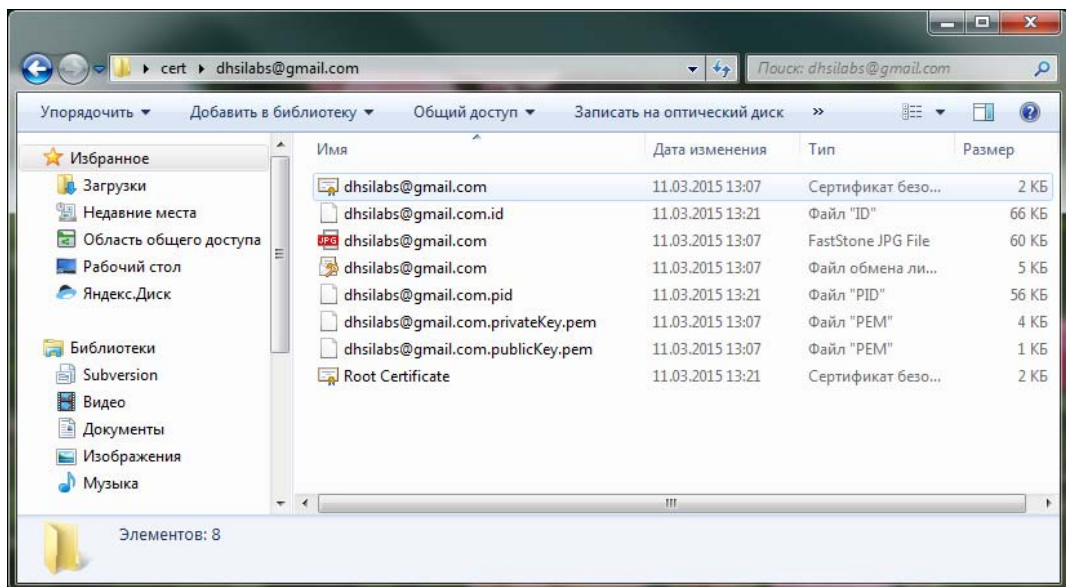 cert ▸ dhsilabs@gmail.com
Поиск: dhsilabs@gmail.com
Упорядочить ▾ Добавить в библиотеку ▾ Общий доступ ▾ Записать на оптический диск »
Избранное
Загрузки
Недавние места
Область общего доступа
Рабочий стол
Яндекс.Диск
Библиотеки
Subversion
Видео
Документы
Изображения
Музыка
Имя Дата изменения Тип Размер
dhsilabs@gmail.com 11.03.2015 13:07 Сертификат безо... 2 КБ
dhsilabs@gmail.com.id 11.03.2015 13:21 Файл "ID" 66 КБ
JPG dhsilabs@gmail.com 11.03.2015 13:07 FastStone JPG File 60 КБ
dhsilabs@gmail.com 11.03.2015 13:07 Файл обмена ли... 5 КБ
dhsilabs@gmail.com.pid 11.03.2015 13:21 Файл "PID" 56 КБ
dhsilabs@gmail.com.privateKey.pem 11.03.2015 13:07 Файл "PEM" 4 КБ
dhsilabs@gmail.com.publicKey.pem 11.03.2015 13:07 Файл "PEM" 1 КБ
Root Certificate 11.03.2015 13:21 Сертификат безо... 2 КБ
Элементов: 8